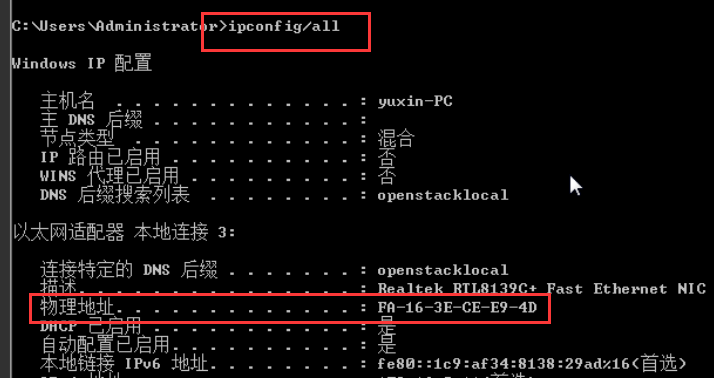 C:\Users\Administrator>ipconfig/all
Windows IP 配置
主机名 . . . . . . . . . . . . . : yuxin-PC
主 DNS 后缀 . . . . . . . . . . . :
节点类型 . . . . . . . . . . . . : 混合
IP 路由已启用 . . . . . . . . . . : 否
WINS 代理已启用 . . . . . . . . . : 否
DNS 后缀搜索列表 . . . . . . . . : openstacklocal
以太网适配器 本地连接 3:
连接特定的 DNS 后缀 . . . . . . . : openstacklocal
描述. . . . . . . . . . . . . . . : Realtek RTL8139C+ Fast Ethernet NIC
物理地址. . . . . . . . . . . . . : FA-16-3E-CE-E9-4D
DHCP 已启用 . . . . . . . . . . . : 是
自动配置已启用. . . . . . . . . . : 是
本地链接 IPv6 地址. . . . . . . . : fe80::1c9:af34:8138:29ad%16(首选)